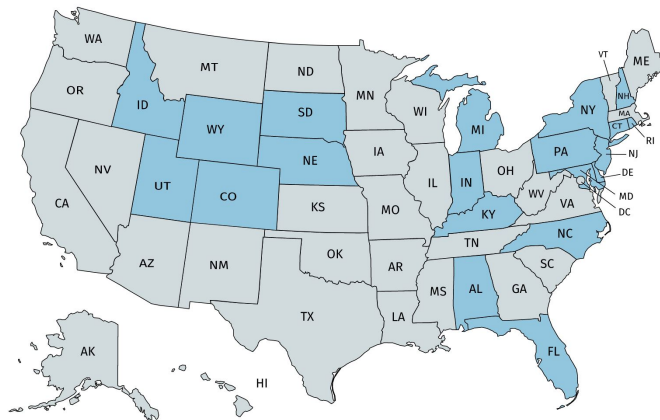 WA
MT
ND
MN
VT
ME
OR
ID
SD
WI
NH
NY
MA
WY
MI
CT
RI
IA
NE
PA
NJ
NV
OH
IL
IN
DE
UT
CO
WV
MD
CA
KS
MO
KY
VA
DC
NC
TN
OK
AZ
NM
AR
SC
MS
AL
GA
TX
LA
AK
FL
HI